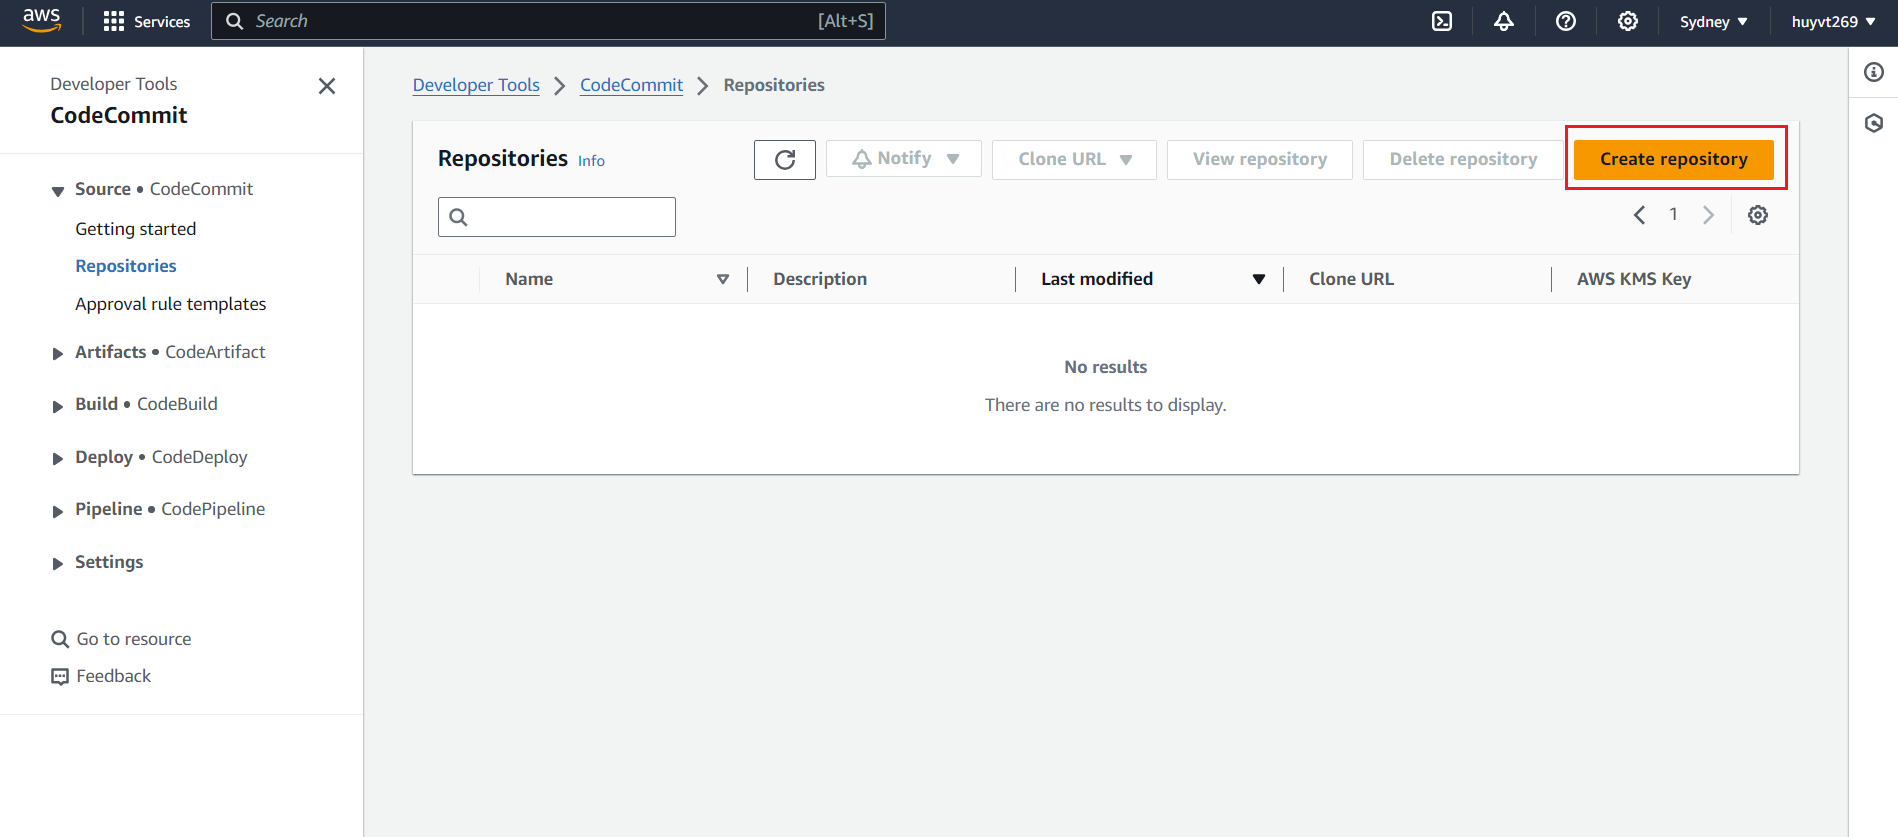 aws Services Search [Alt+S] Sydney huyvt269
Developer Tools
CodeCommit
Source • CodeCommit
Getting started
Repositories
Approval rule templates
Artifacts • CodeArtifact
Build • CodeBuild
Deploy • CodeDeploy
Pipeline • CodePipeline
Settings
Go to resource
Feedback
Developer Tools CodeCommit Repositories
Repositories Info Notify Clone URL View repository Delete repository Create repository
1
Name Description Last modified Clone URL AWS KMS Key
No results
There are no results to display.